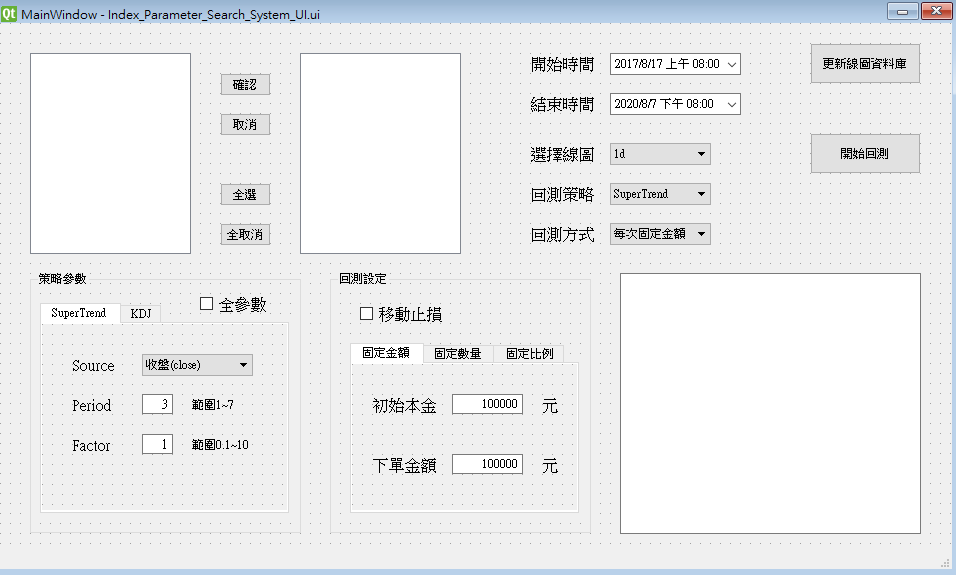 Qt MainWindow - Index_Parameter_Search_System_UI.ui
確認
取消
全選
全取消
開始時間 2017/8/17 上午 08:00
結束時間 2020/8/7 下午 08:00
選擇線圖 1d
回測策略 SuperTrend
回測方式 每次固定金額
更新線圖資料庫
開始回測
策略參數
SuperTrend KDJ 全參數
Source 收盤(close)
Period 3 範圍1~7
Factor 1 範圍0.1~10
回測設定
移動止損
固定金額 固定數量 固定比例
初始本金 100000 元
下單金額 100000 元